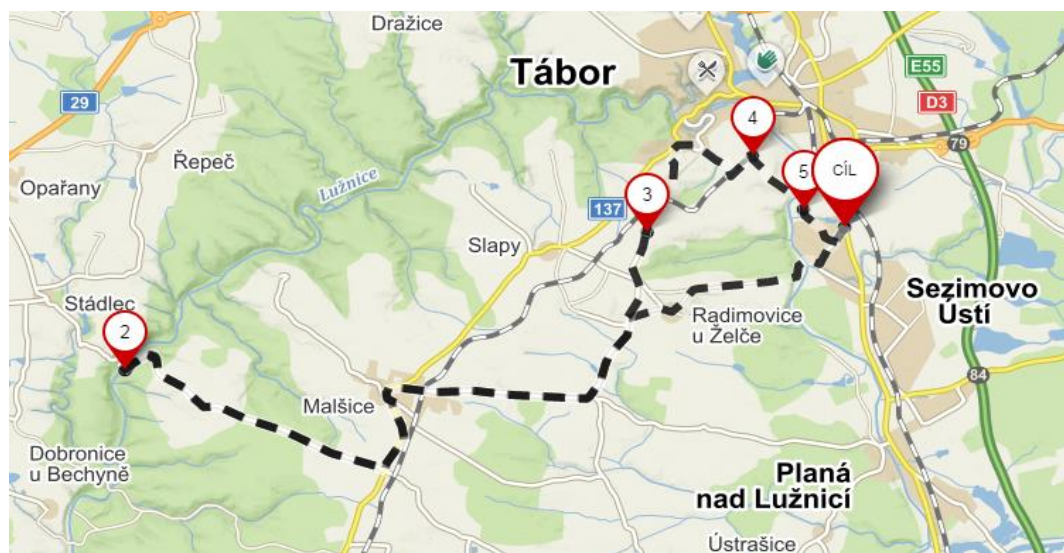 Dražice
Tábor
E55
D3
29
4
79
Řepeč
Opařany
Lužnice
5
CÍL
3
137
Slapy
Stádlec
Sezimovo
Ústí
Radimovice
u Želče
2
84
Malšice
Dobronice
u Bechyně
Planá
nad Lužnicí
Ústrašice